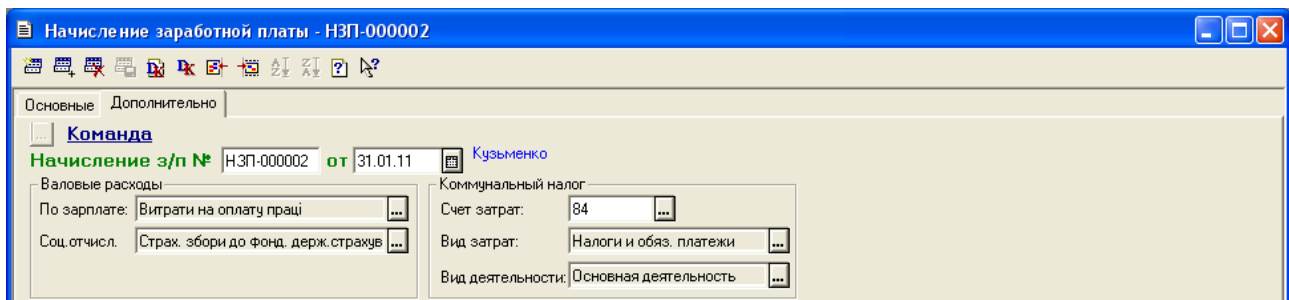 Начисление заработной платы - НЗП-000002
Основные Дополнительно
... Команда
Начисление з/п № НЗП-000002 от 31.01.11 Кузьменко
Валовые расходы
По зарплате: Витрати на оплату праці ...
Соц.отчисл. Страх. збори до фонд. держ.страхув ...
Коммунальный налог
Счет затрат: 84 ...
Вид затрат: Налоги и обяз. платежи ...
Вид деятельности: Основная деятельность ...